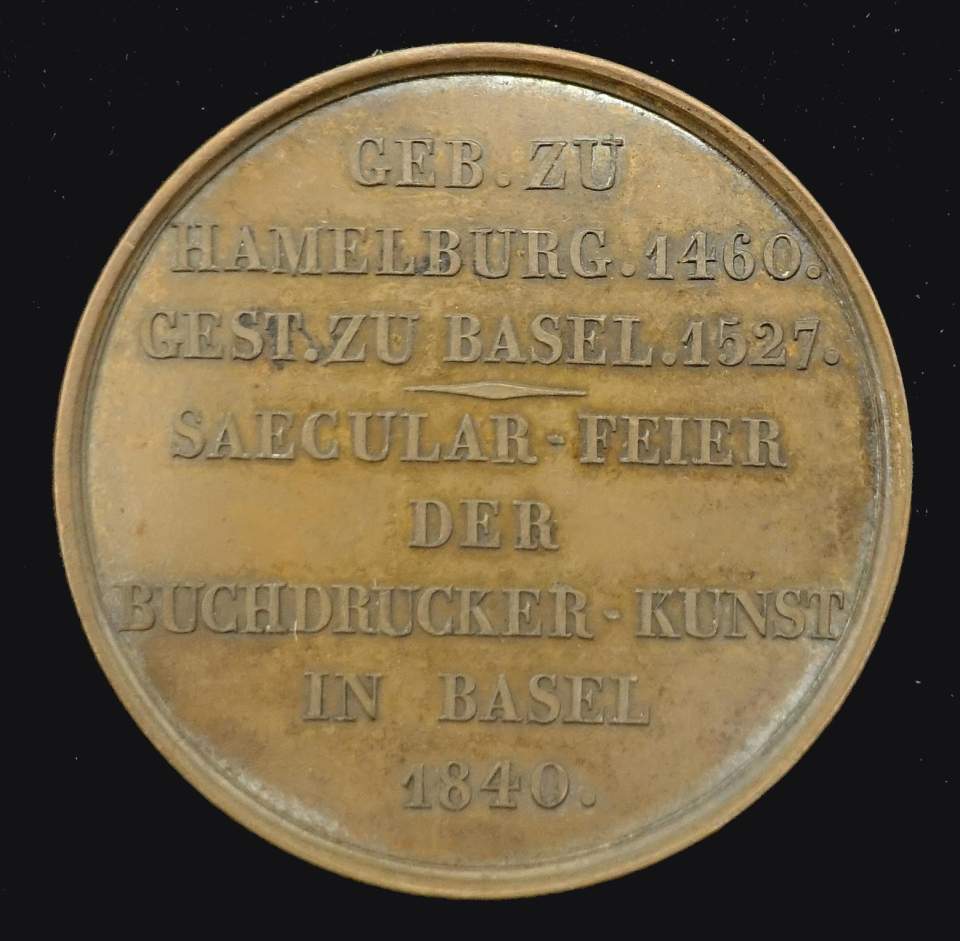 GEB. ZU
HAMELBURG. 1460.
GEST. ZU BASEL. 1527.
SAECULAR-FEIER
DER
BUCHDRUCKER-KUNST
IN BASEL
1840.